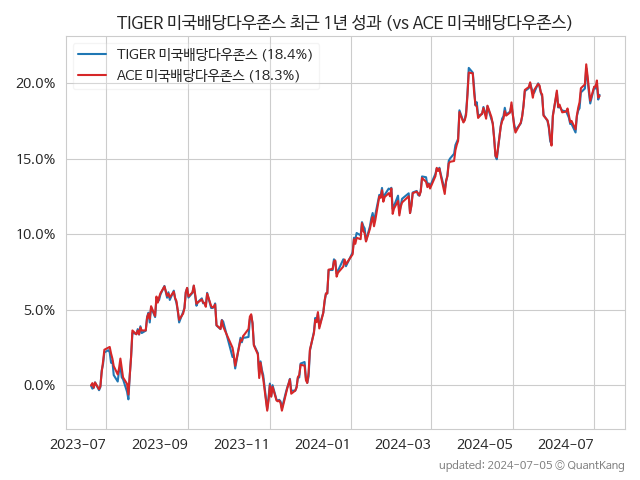 TIGER 미국배당다우존스 최근 1년 성과 (vs ACE 미국배당다우존스)
TIGER 미국배당다우존스 (18.4%)
ACE 미국배당다우존스 (18.3%)
20.0%
15.0%
10.0%
5.0%
0.0%
2023-07 2023-09 2023-11 2024-01 2024-03 2024-05 2024-07
updated: 2024-07-05 © QuantKang